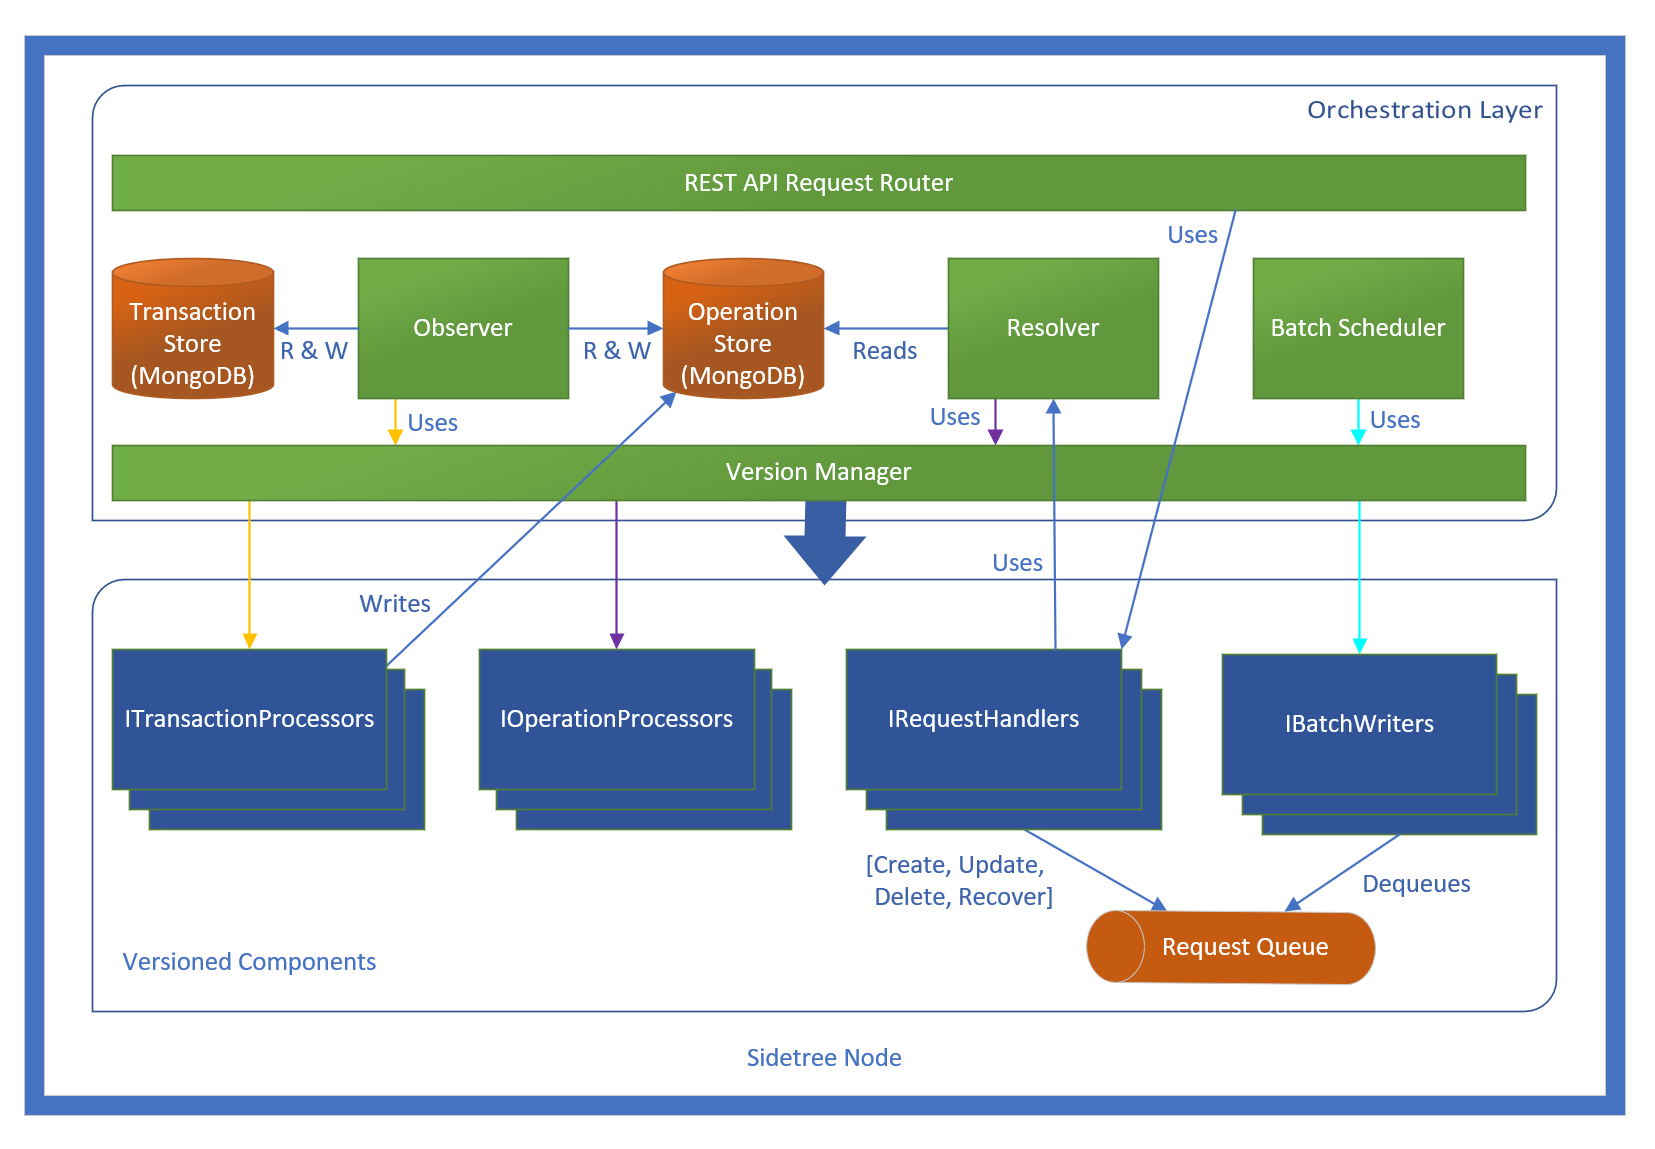 Orchestration Layer
REST API Request Router
Uses
Transaction
Store
(MongoDB)
R & W
Observer
R & W
Operation
Store
(MongoDB)
Reads
Resolver
Batch Scheduler
Uses
Uses
Uses
Version Manager
Uses
Writes
ITransactionProcessors
IOperationProcessors
IRequestHandlers
IBatchWriters
[Create, Update,
Delete, Recover]
Dequeues
Request Queue
Versioned Components
Sidetree Node